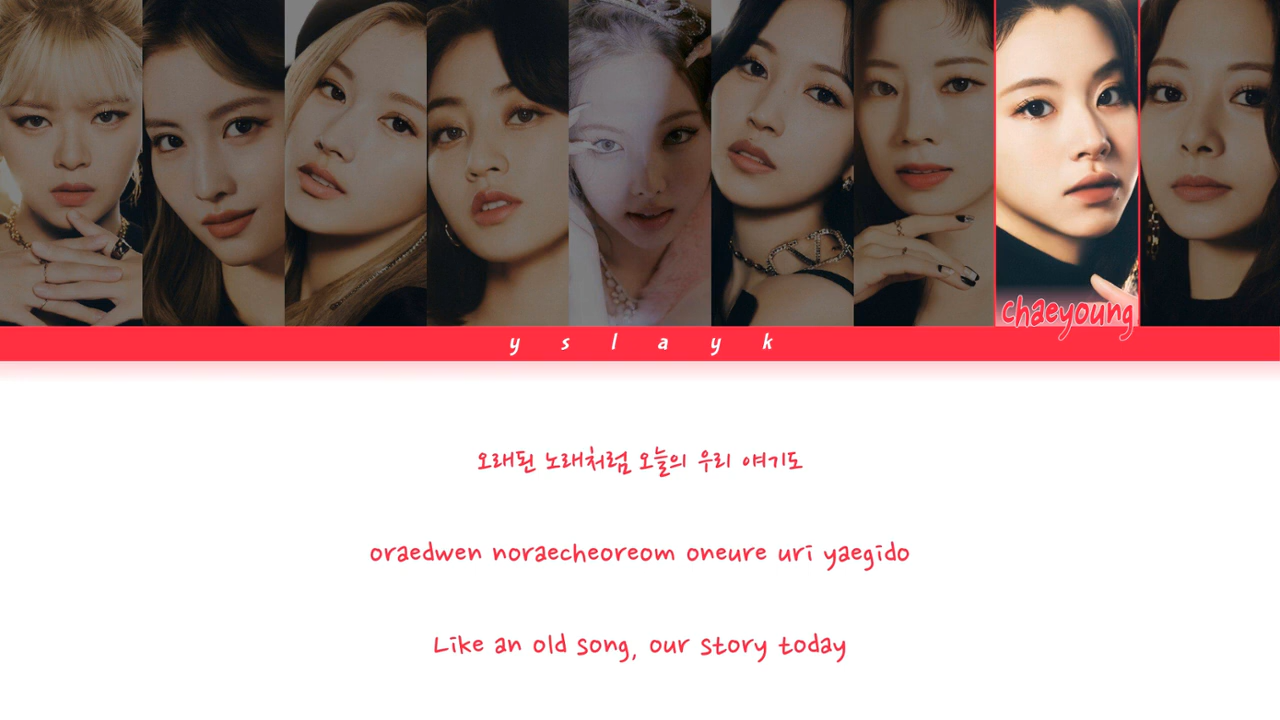 chaeyoung
y s l a y k
오래된 노래처럼 오늘의 우리 얘기도
oraedwen noraecheoreom oneure uri yaegido
Like an old song, our story today